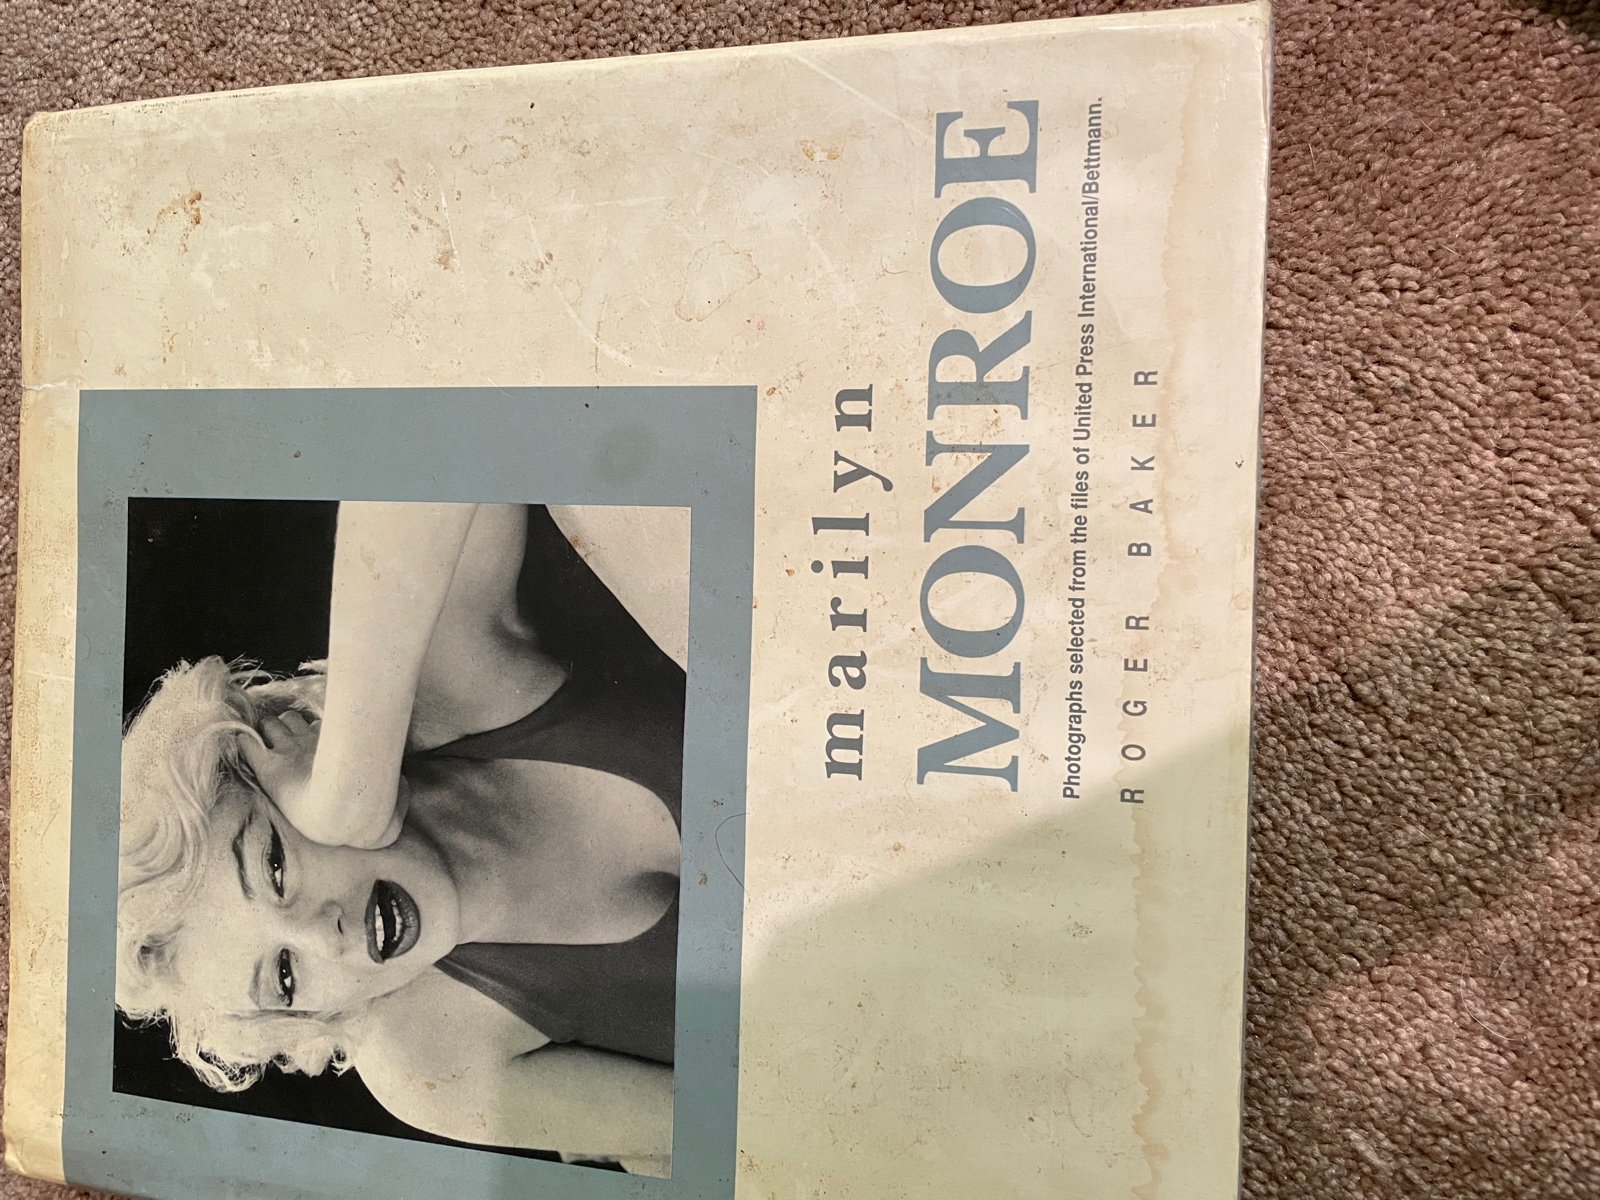 marilyn
MONROE
Photographs selected from the files of United Press International/Bettmann.
ROGER BAKER